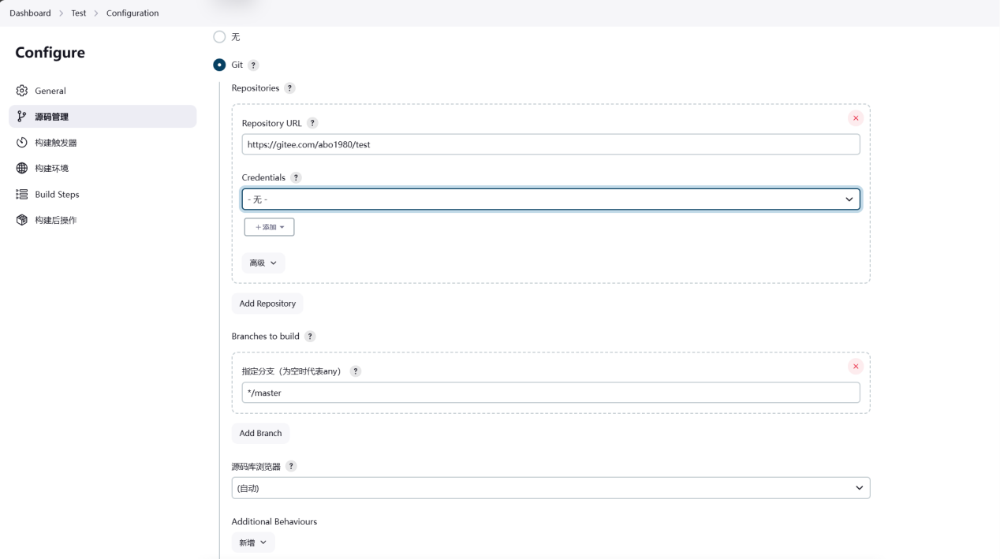 Dashboard > Test > Configuration
Configure
General
源码管理
构建触发器
构建环境
Build Steps
构建后操作
无
Git ?
Repositories ?
Repository URL ?
https://gitee.com/abo1980/test
Credentials ?
- 无 -
+ 添加
高级
Add Repository
Branches to build ?
指定分支（为空时代表any） ?
*/master
Add Branch
源码库浏览器 ?
(自动)
Additional Behaviours
新增